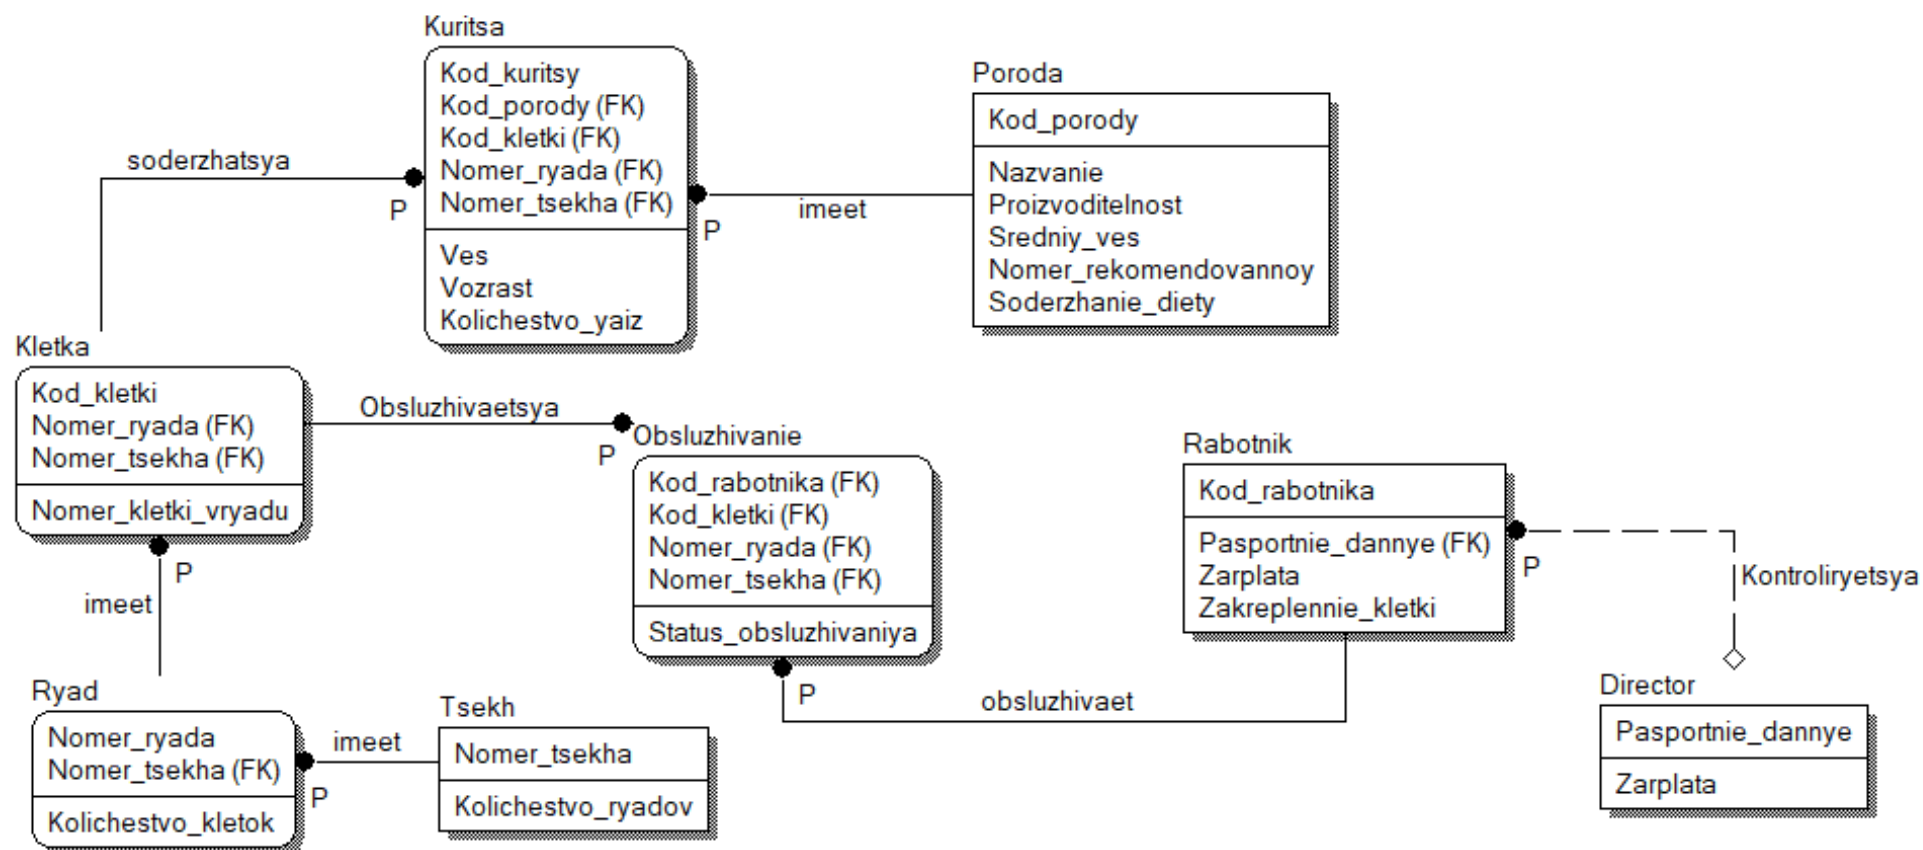 Kuritsa
Kod_kuritsy
Kod_porody (FK)
Kod_kletki (FK)
Nomer_ryada (FK)
Nomer_tsekha (FK)
Ves
Vozrast
Kolichestvo_yaiz
Poroda
Kod_porody
Nazvanie
Proizvoditelnost
Sredniy_ves
Nomer_rekomendovannoy
Soderzhanie_diety
soderzhatsya
P
imeet
P
Kletka
Kod_kletki
Nomer_ryada (FK)
Nomer_tsekha (FK)
Nomer_kletki_vryadu
Obsluzhivaetsya
P
Obsluzhivanie
Kod_rabotnika (FK)
Kod_kletki (FK)
Nomer_ryada (FK)
Nomer_tsekha (FK)
Status_obsluzhivaniya
Rabotnik
Kod_rabotnika
Pasportnie_dannye (FK)
Zarplata
Zakreplennie_kletki
P
Kontroliryetsya
P
imeet
Ryad
Nomer_ryada
Nomer_tsekha (FK)
Kolichestvo_kletok
imeet
P
Tsekh
Nomer_tsekha
Kolichestvo_ryadov
P
obsluzhivaet
Director
Pasportnie_dannye
Zarplata